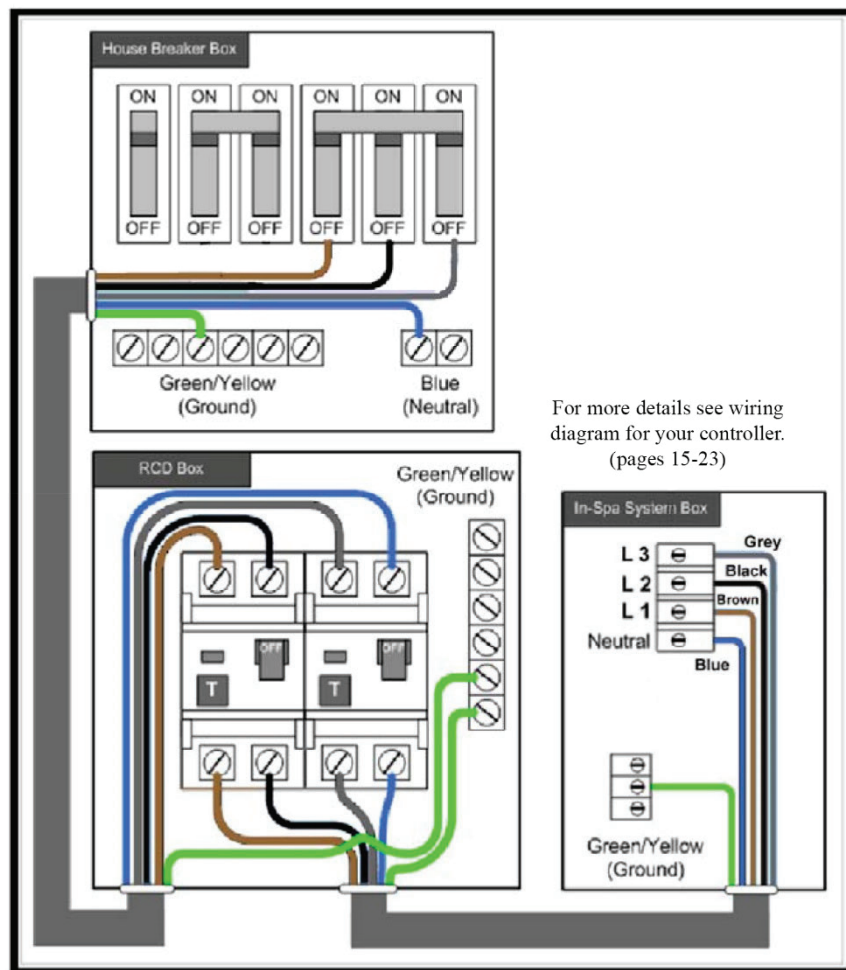 House Breaker Box
ON ON ON ON ON ON
OFF OFF OFF OFF OFF OFF
Green/Yellow
(Ground)
Blue
(Neutral)
For more details see wiring
diagram for your controller.
(pages 15-23)
RCD Box
Green/Yellow
(Ground)
OFF OFF
T T
In-Spa System Box
L 3 Grey
L 2 Black
L 1 Brown
Neutral
Blue
Green/Yellow
(Ground)